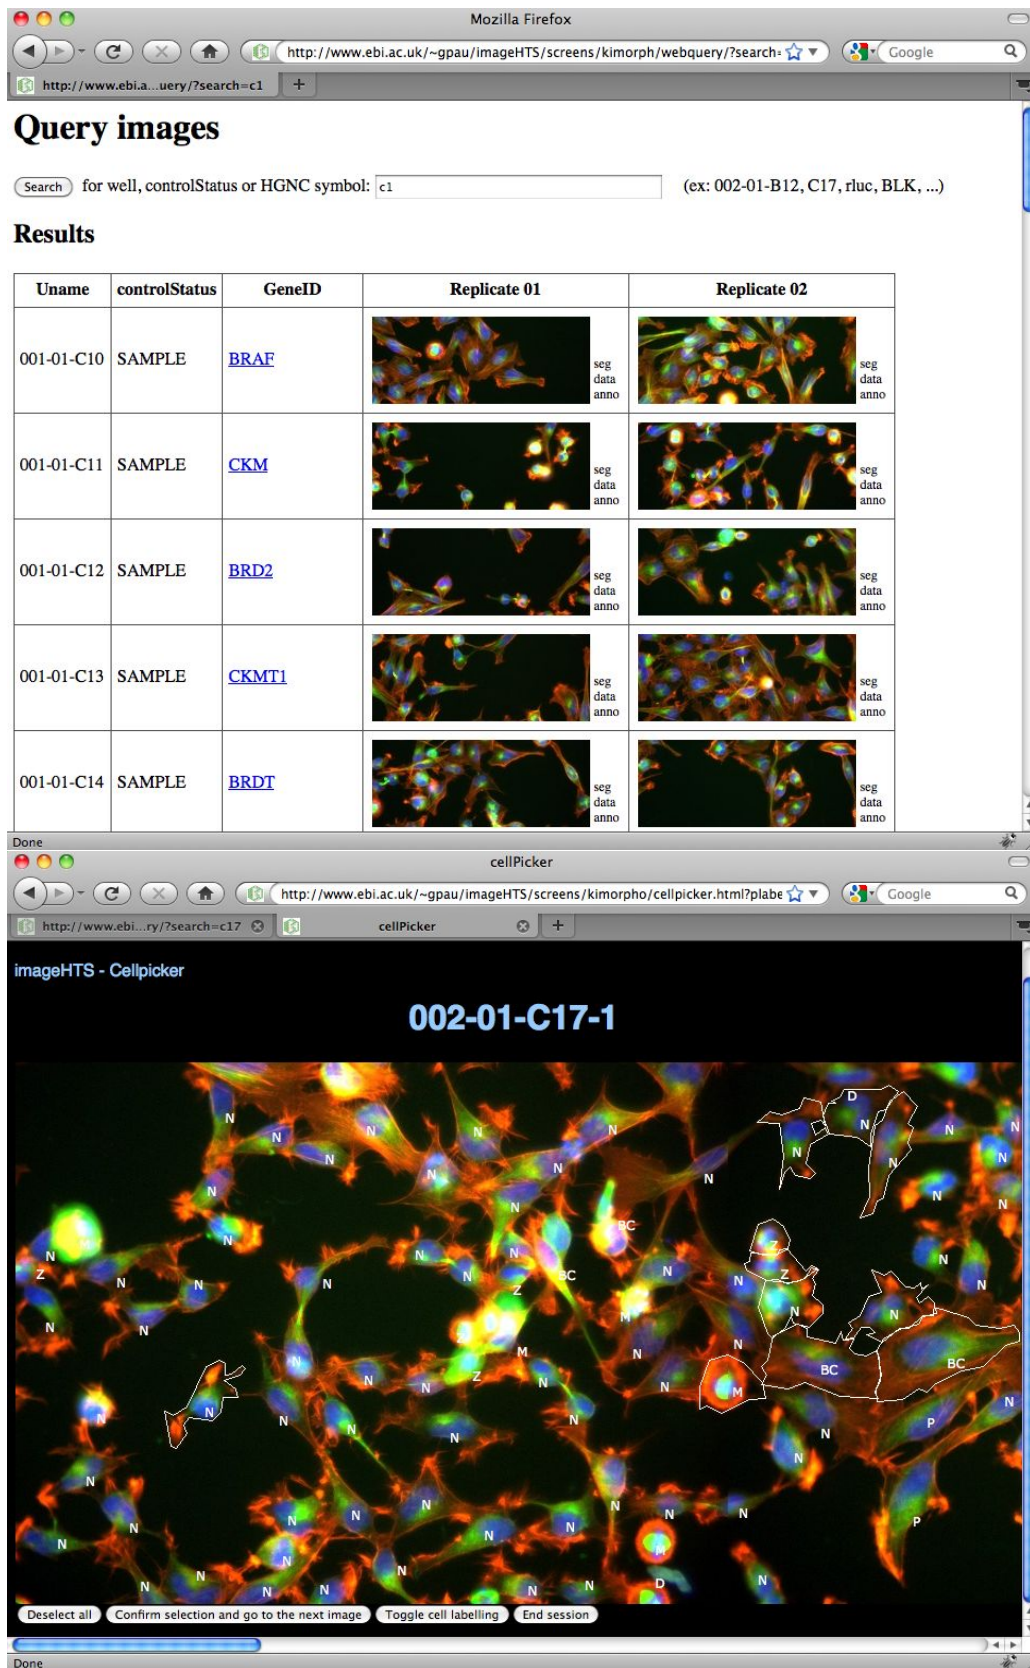 Mozilla Firefox
http://www.ebi.ac.uk/~gpau/imageHTS/screens/kimorph/webquery/?search=
Google
http://www.ebi.a...uery/?search=c1
Query images
Search for well, controlStatus or HGNC symbol: c1 (ex: 002-01-B12, C17, rluc, BLK, ...)
Results
Uname controlStatus GeneID Replicate 01 Replicate 02
001-01-C10 SAMPLE BRAF
seg seg
data data
anno anno
001-01-C11 SAMPLE CKM
seg seg
data data
anno anno
001-01-C12 SAMPLE BRD2
seg seg
data data
anno anno
001-01-C13 SAMPLE CKMT1
seg seg
data data
anno anno
001-01-C14 SAMPLE BRDT
seg seg
data data
anno anno
Done
cellPicker
http://www.ebi.ac.uk/~gpau/imageHTS/screens/kimorpho/cellpicker.html?plabe
Google
http://www.ebi...ry/?search=c17 cellPicker
imageHTS - Cellpicker
002-01-C17-1
D
N N N N N N N
N N N N N
N N N N
N BC
N N N N
Z N N N Z Z N N
BC
N N Z N N
N N M N
N M N
N BC BC
N N N Z N N M
N N N N N N P
N N
N N N N N N
N N N P
N N M
N N N N N N D N
Deselect all Confirm selection and go to the next image Toggle cell labelling End session
Done